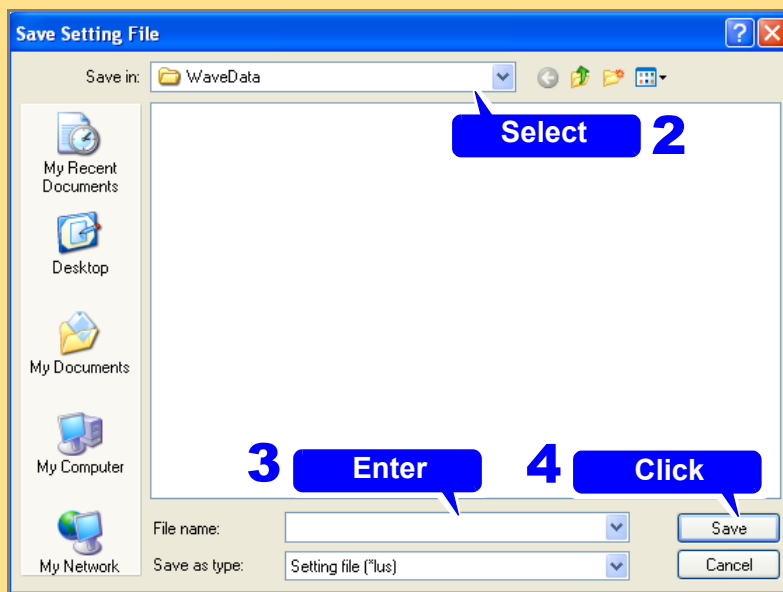 Save Setting File
Save in: WaveData
Select 2
My Recent
Documents
Desktop
My Documents
My Computer
My Network
3 Enter
4 Click
File name:
Save
Save as type: Setting file (*lus)
Cancel